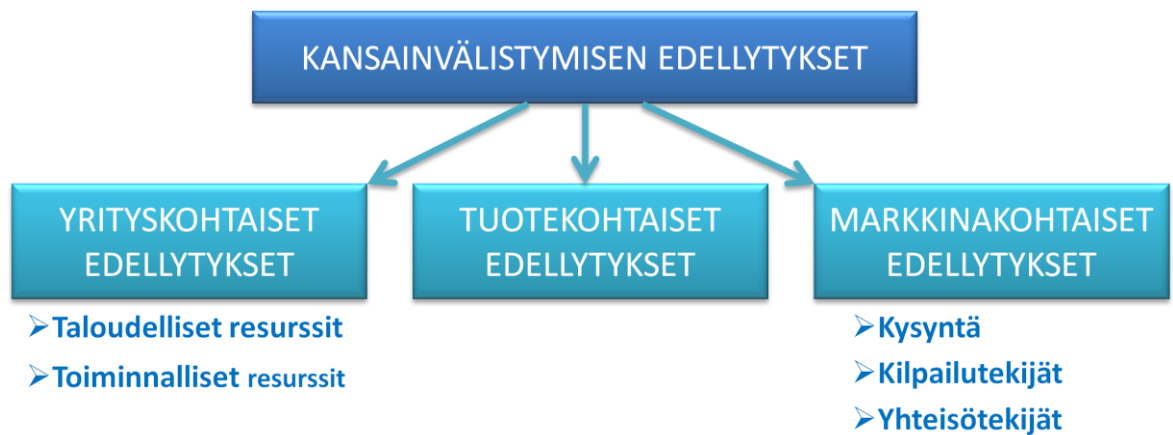 KANSAINVÄLISTYMISEN EDELLYTYKSET
YRITYSKOHTAISET
EDELLYTYKSET
➢Taloudelliset resurssit
➢Toiminnalliset resurssit
TUOTEKOHTAISET
EDELLYTYKSET
MARKKINAKOHTAISET
EDELLYTYKSET
➢Kysyntä
➢Kilpailutekijät
➢Yhteisötekijät